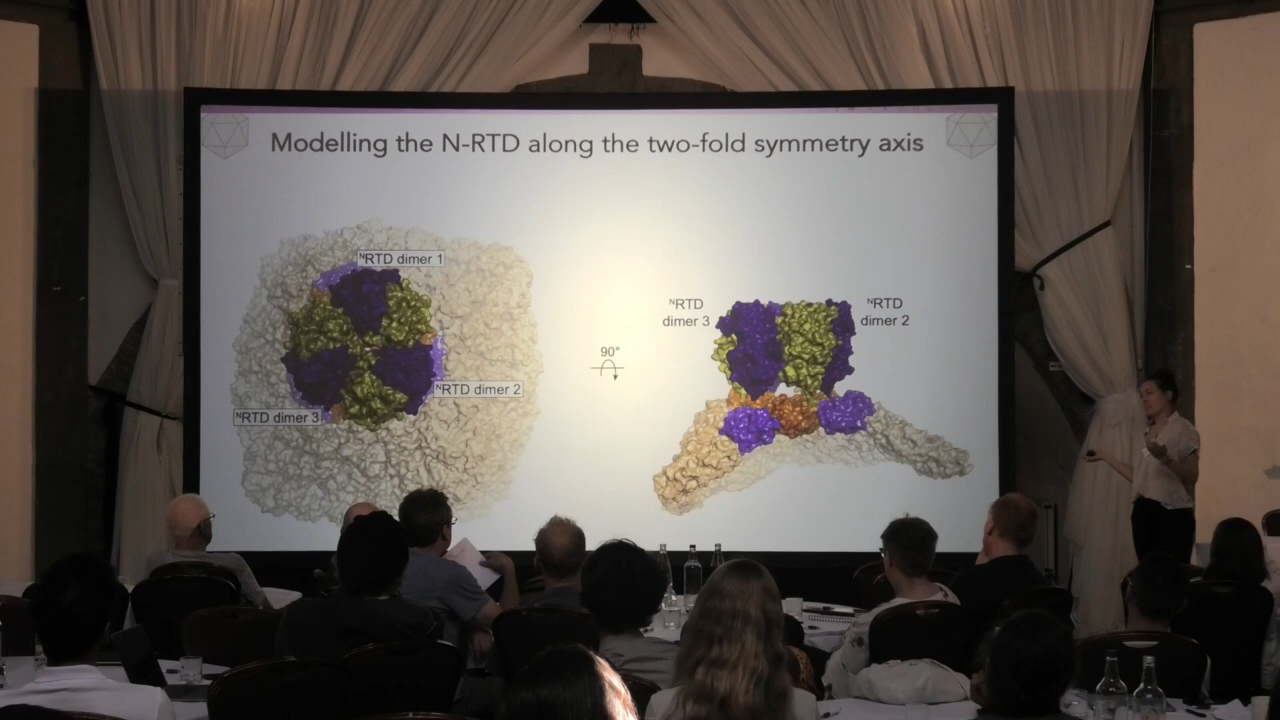 Modelling the N-RTD along the two-fold symmetry axis
ᴺRTD dimer 1
ᴺRTD dimer 2
ᴺRTD dimer 3
90°
ᴺRTD
dimer 3
ᴺRTD
dimer 2